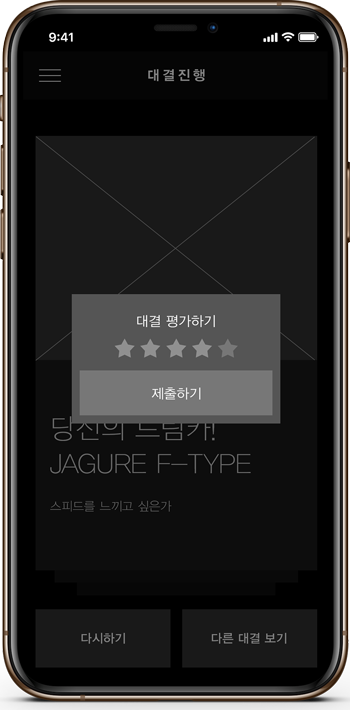 9:41
대결진행
대결 평가하기
제출하기
당신의 드림카!
JAGURE F-TYPE
스피드를 느끼고 싶은가
다시하기
다른 대결 보기